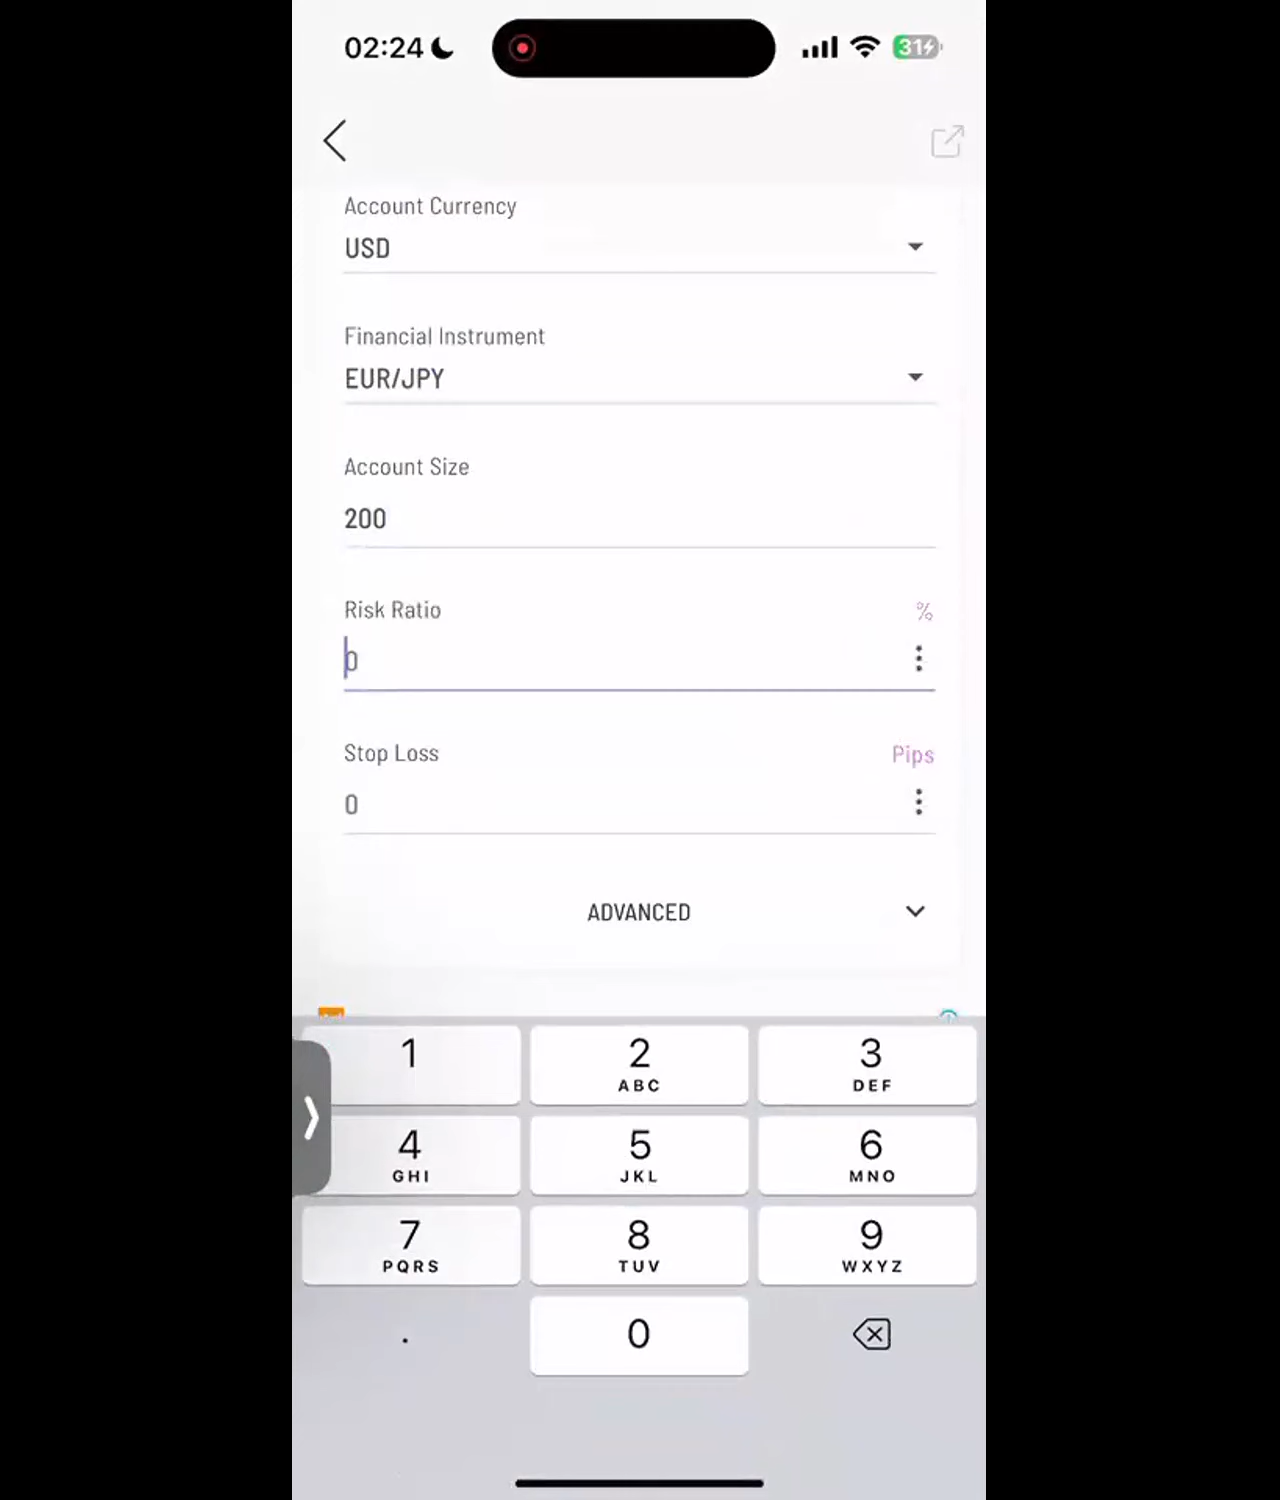 02:24
31
Account Currency
USD
Financial Instrument
EUR/JPY
Account Size
200
Risk Ratio
%
0
Stop Loss
Pips
0
ADVANCED
1
2
ABC
3
DEF
4
GHI
5
JKL
6
MNO
7
PQRS
8
TUV
9
WXYZ
.
0